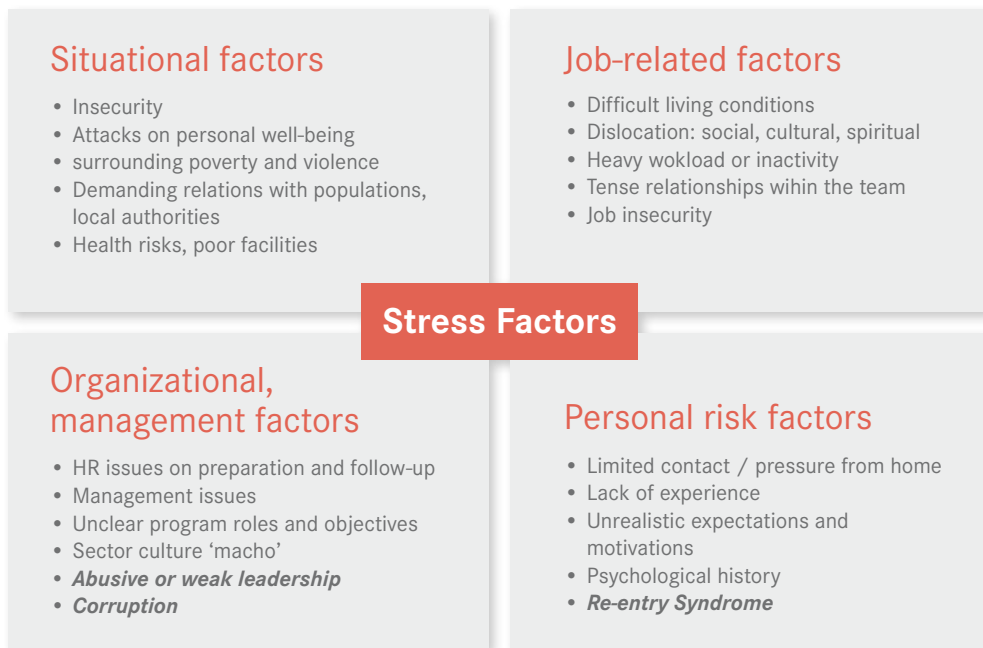 Situational factors
• Insecurity
• Attacks on personal well-being
• surrounding poverty and violence
• Demanding relations with populations,
local authorities
• Health risks, poor facilities
Job-related factors
• Difficult living conditions
• Dislocation: social, cultural, spiritual
• Heavy wokload or inactivity
• Tense relationships wihin the team
• Job insecurity
Stress Factors
Organizational,
management factors
• HR issues on preparation and follow-up
• Management issues
• Unclear program roles and objectives
• Sector culture ‘macho’
• Abusive or weak leadership
• Corruption
Personal risk factors
• Limited contact / pressure from home
• Lack of experience
• Unrealistic expectations and
motivations
• Psychological history
• Re-entry Syndrome